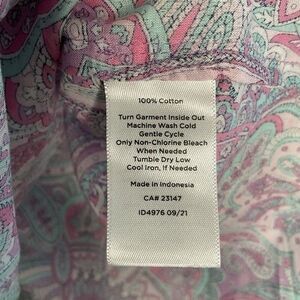 100% Cotton
Turn Garment Inside Out
Machine Wash Cold
Gentle Cycle
Only Non-Chlorine Bleach
When Needed
Tumble Dry Low
Cool Iron, If Needed
Made in Indonesia
CA# 23147
ID4976 09/21